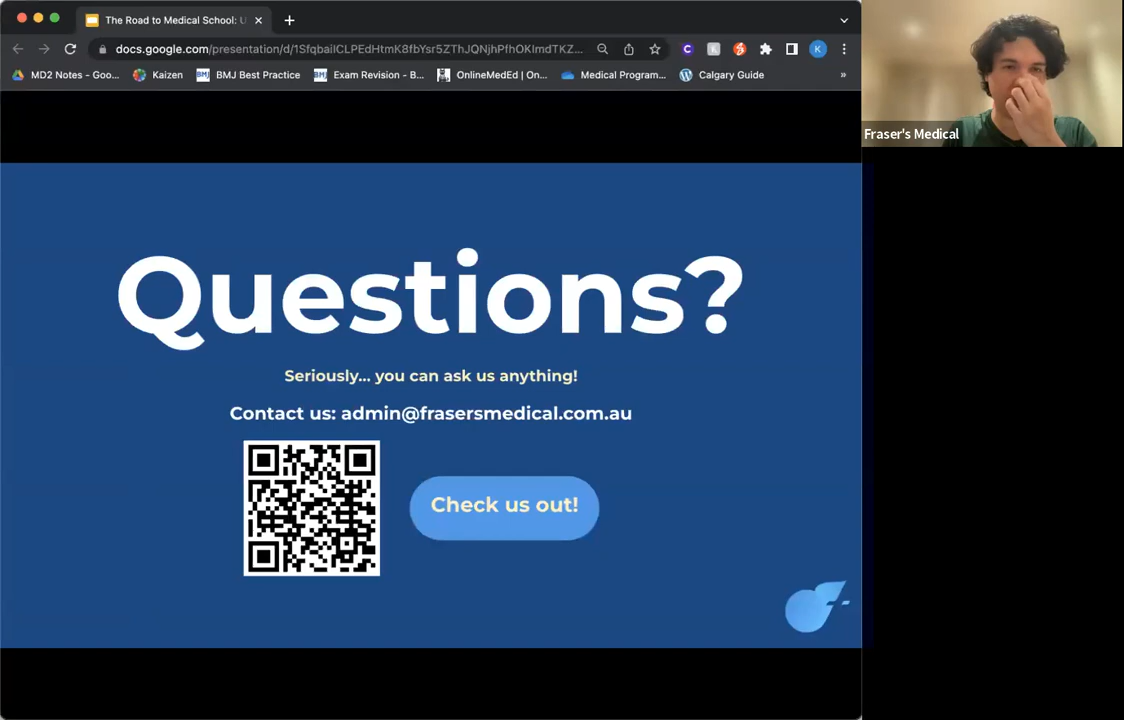 The Road to Medical School: U
docs.google.com/presentation/d/1SfqbaiICLPEdHtmK8fbYsr5ZThJQNjhPfhOKImdTKZ...
MD2 Notes - Goo...
Kaizen
BMJ Best Practice
Exam Revision - B...
OnlineMedEd | On...
Medical Program...
Calgary Guide
»
Fraser's Medical
Questions?
Seriously... you can ask us anything!
Contact us: admin@frasersmedical.com.au
Check us out!